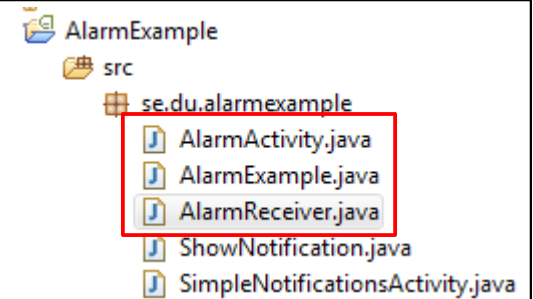 AlarmExample
src
se.du.alarmexample
J AlarmActivity.java
J AlarmExample.java
J AlarmReceiver.java
J ShowNotification.java
J SimpleNotificationsActivity.java